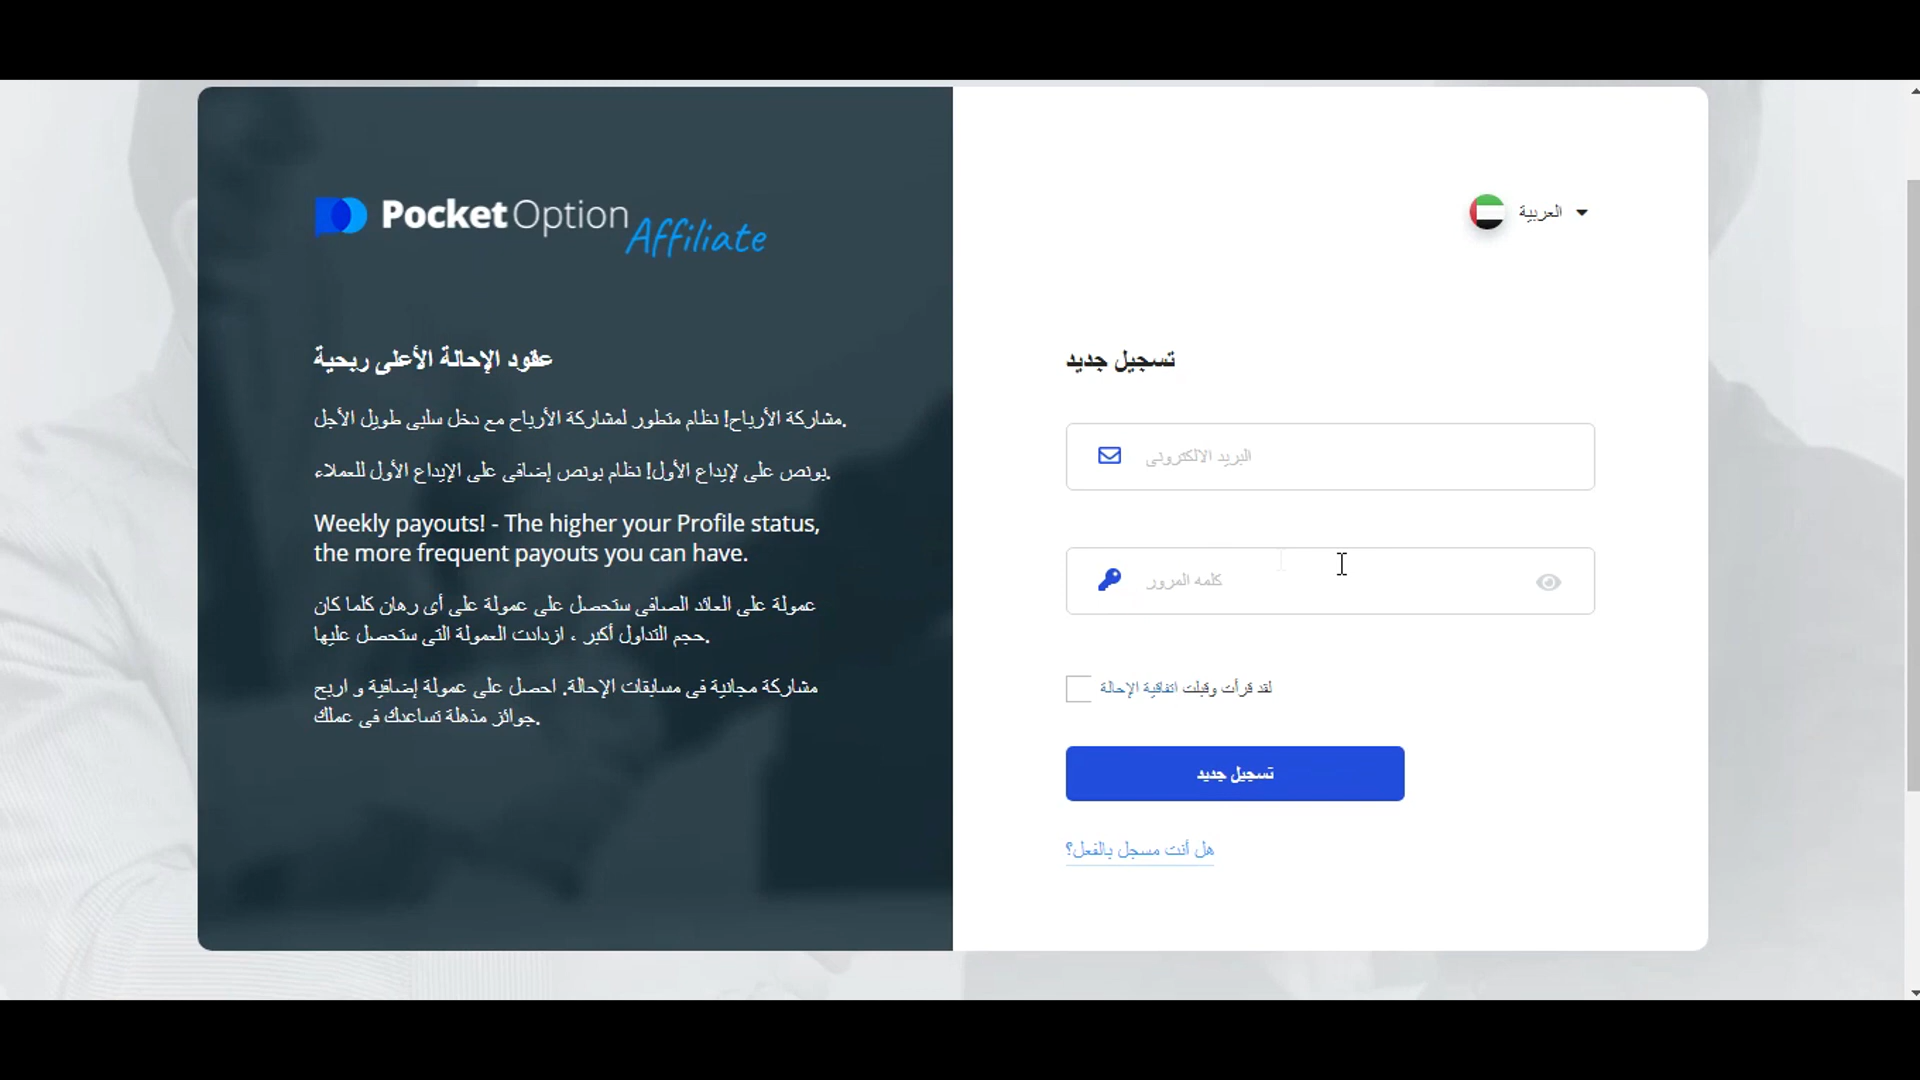 PocketOption
Affiliate
العربية
عقود الإحالة الأعلى ربحية
مشاركة الأرباح! نظام متطور لمشاركة الأرباح مع دخل سلبي طويل الأجل.
بونص على لإيداع الأول! نظام بونص إضافي على الإيداع الأول للعملاء.
Weekly payouts! - The higher your Profile status,
the more frequent payouts you can have.
عمولة على العائد الصافي ستحصل على عمولة على أى رهان كلما كان
حجم التداول أكبر ، ازدادت العمولة التى ستحصل عليها.
مشاركة مجانية في مسابقات الإحالة. احصل على عمولة إضافية و اربح
جوائز مذهلة تساعدك في عملك.
تسجيل جديد
البريد الالكترونى
كلمه المرور
لقد قرأت وقبلت اتفاقية الإحالة
تسجيل جديد
هل أنت مسجل بالفعل؟